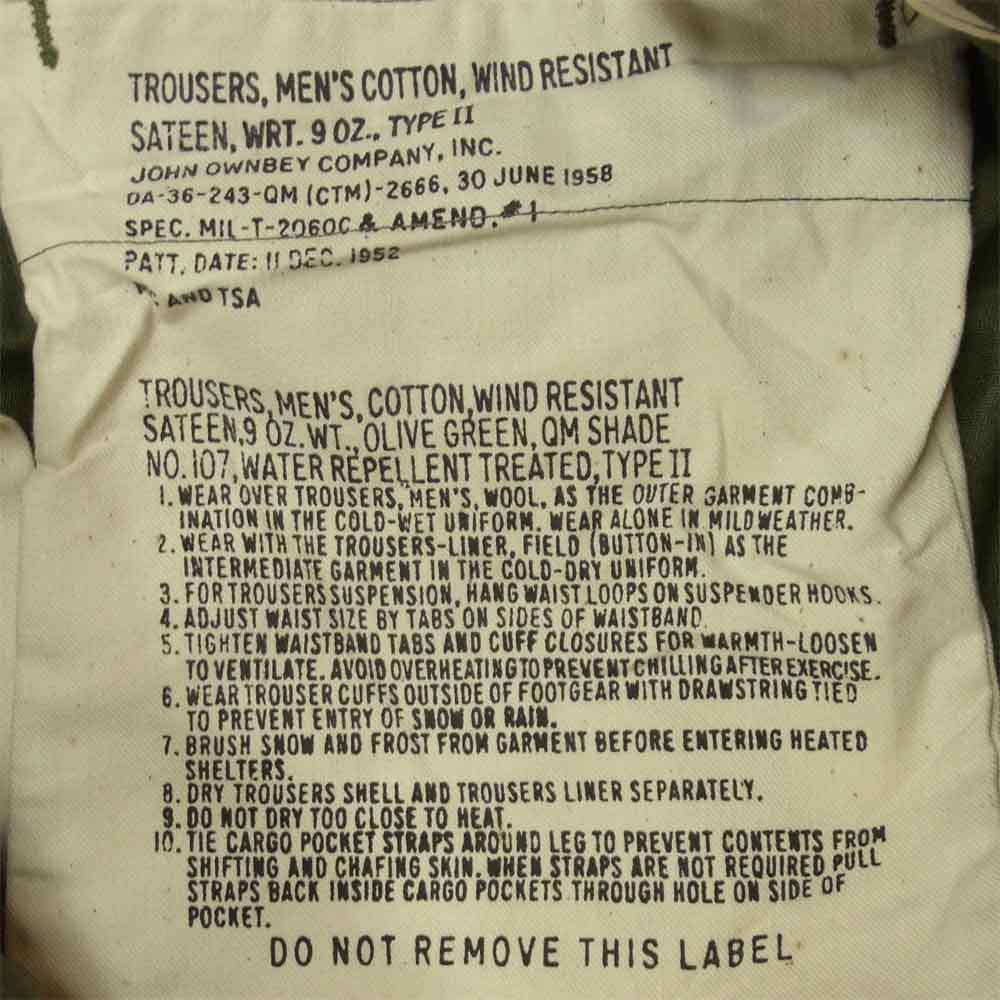 TROUSERS, MEN'S COTTON, WIND RESISTANT
SATEEN, WRT. 9 OZ., TYPE II
JOHN OWNBEY COMPANY, INC.
DA-36-243-QM (CTM)-2666, 30 JUNE 1958
SPEC. MIL-T-2060C & AMEND. #1
PATT, DATE: 11 DEC. 1952
AND TSA
TROUSERS, MEN'S, COTTON, WIND RESISTANT
SATEEN, 9 OZ. WT., OLIVE GREEN, QM SHADE
NO. 107, WATER REPELLENT TREATED, TYPE II
1. WEAR OVER TROUSERS, MEN'S, WOOL, AS THE OUTER GARMENT COMB-
INATION IN THE COLD-WET UNIFORM. WEAR ALONE IN MILD WEATHER.
2. WEAR WITH THE TROUSERS-LINER, FIELD (BUTTON-IN) AS THE
INTERMEDIATE GARMENT IN THE COLD-DRY UNIFORM.
3. FOR TROUSERS SUSPENSION, HANG WAIST LOOPS ON SUSPENDER HOOKS.
4. ADJUST WAIST SIZE BY TABS ON SIDES OF WAISTBAND
5. TIGHTEN WAISTBAND TABS AND CUFF CLOSURES FOR WARMTH-LOOSEN
TO VENTILATE. AVOID OVERHEATING TO PREVENT CHILLING AFTER EXERCISE.
6. WEAR TROUSER CUFFS OUTSIDE OF FOOTGEAR WITH DRAWSTRING TIED
TO PREVENT ENTRY OF SNOW OR RAIN.
7. BRUSH SNOW AND FROST FROM GARMENT BEFORE ENTERING HEATED
SHELTERS.
8. DRY TROUSERS SHELL AND TROUSERS LINER SEPARATELY.
9. DO NOT DRY TOO CLOSE TO HEAT.
10. TIE CARGO POCKET STRAPS AROUND LEG TO PREVENT CONTENTS FROM
SHIFTING AND CHAFING SKIN. WHEN STRAPS ARE NOT REQUIRED PULL
STRAPS BACK INSIDE CARGO POCKETS THROUGH HOLE ON SIDE OF
POCKET.
DO NOT REMOVE THIS LABEL